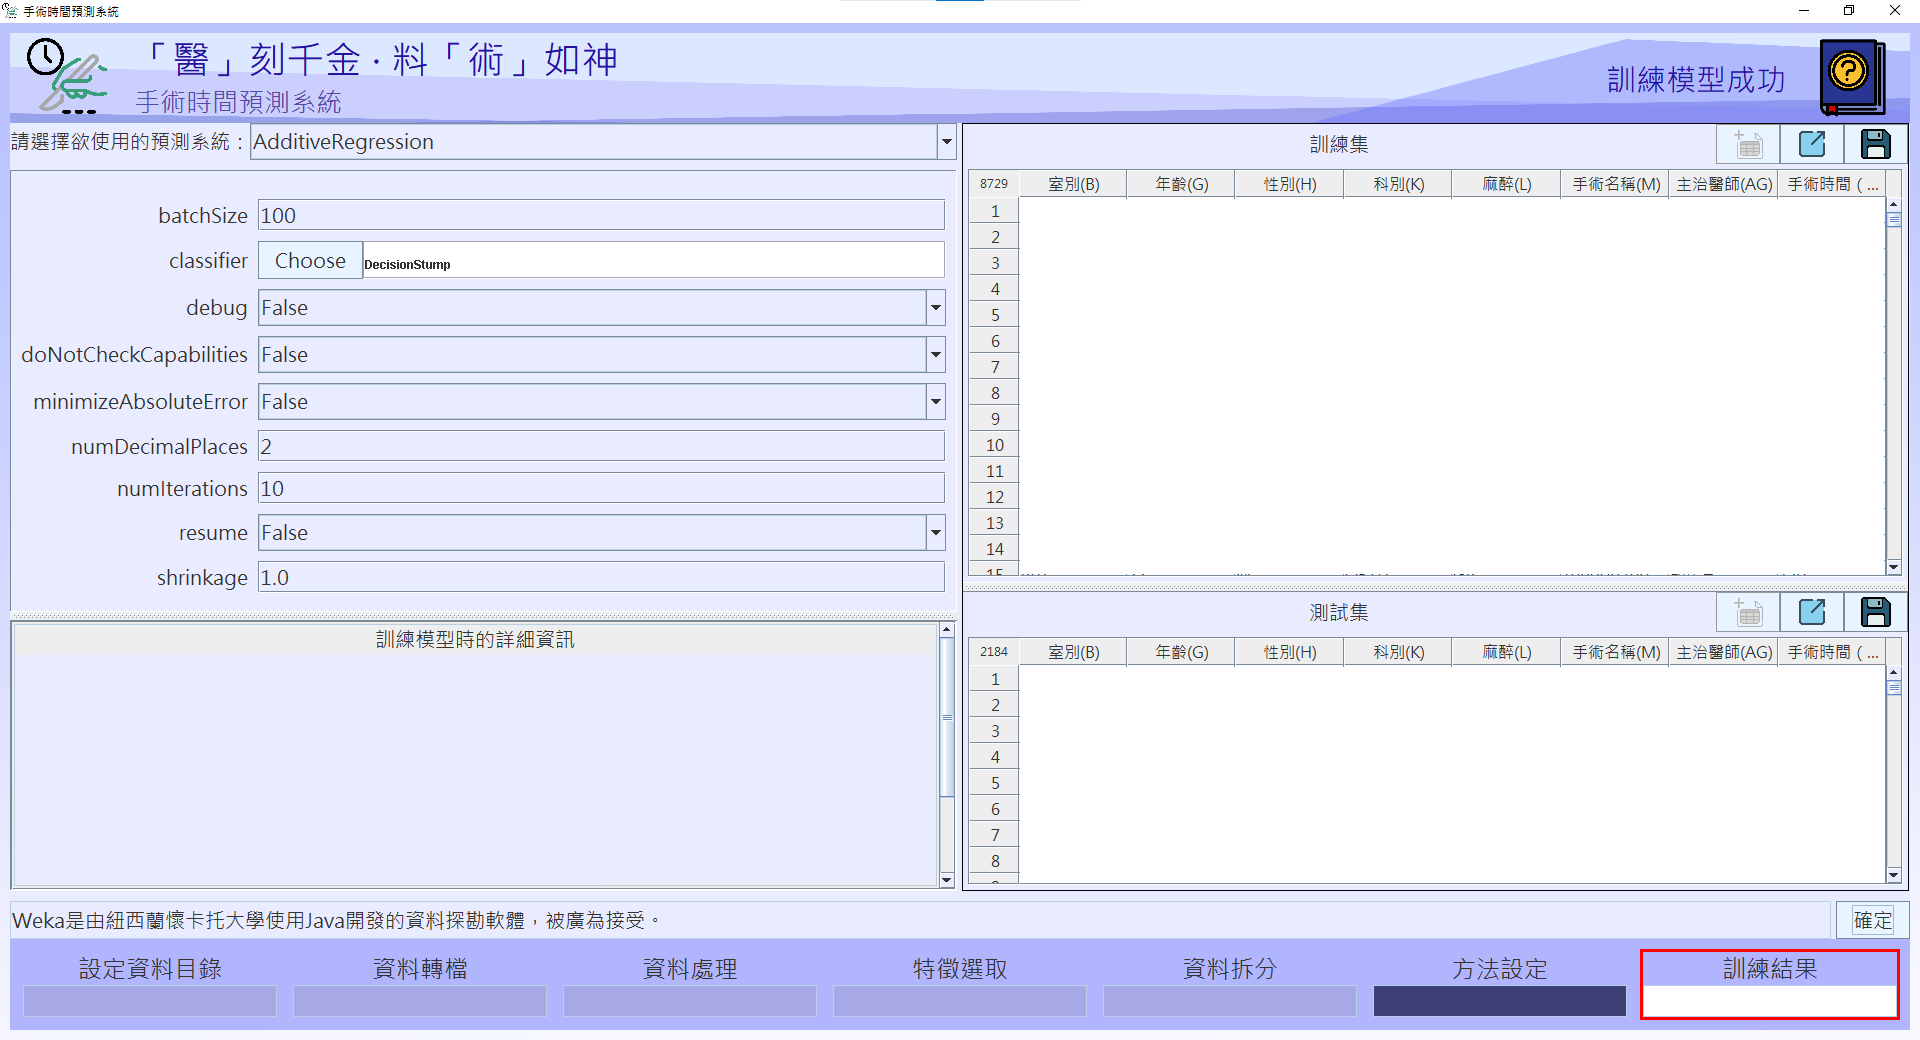 手術時間預測系統
「醫」刻千金·料「術」如神
手術時間預測系統
訓練模型成功
請選擇欲使用的預測系統：
AdditiveRegression
batchSize
100
classifier
Choose
DecisionStump
debug
False
doNotCheckCapabilities
False
minimizeAbsoluteError
False
numDecimalPlaces
2
numIterations
10
resume
False
shrinkage
1.0
訓練模型時的詳細資訊
訓練集
8729 室別(B) 年齡(G) 性別(H) 科別(K) 麻醉(L) 手術名稱(M) 主治醫師(AG) 手術時間 ( ...
1
2
3
4
5
6
7
8
9
10
11
12
13
14
15
測試集
2184 室別(B) 年齡(G) 性別(H) 科別(K) 麻醉(L) 手術名稱(M) 主治醫師(AG) 手術時間 ( ...
1
2
3
4
5
6
7
8
Weka是由紐西蘭懷卡托大學使用Java開發的資料探勘軟體，被廣為接受。
確定
設定資料目錄
資料轉檔
資料處理
特徵選取
資料拆分
方法設定
訓練結果